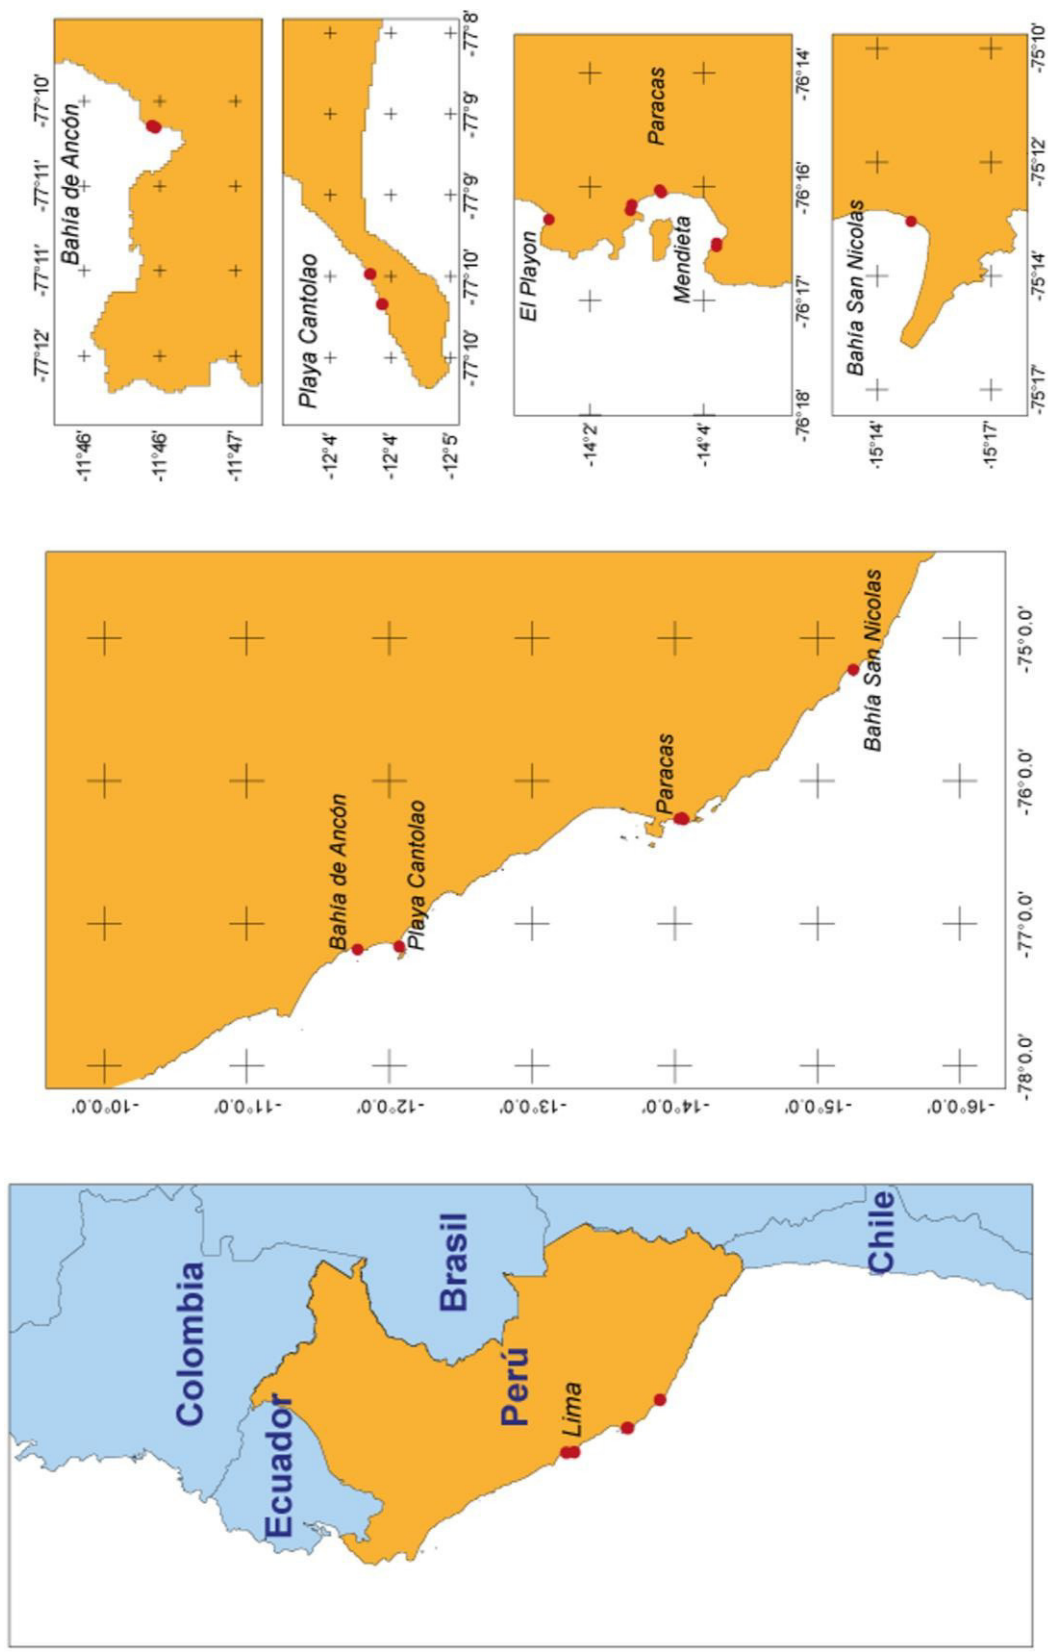 Colombia
Ecuador
Brasil
Perú
Lima
Chile
-10°0.0'
-11°0.0'
-12°0.0'
-13°0.0'
-14°0.0'
-15°0.0'
-16°0.0'
Bahía de Ancón
Playa Cantolao
Paracas
Bahía San Nicolas
-78°0.0' -77°0.0' -76°0.0' -75°0.0'
-77°12' -77°11' -77°11' -77°10'
Bahía de Ancón
-11°46'
-11°46'
-11°47'
Playa Cantolao
-12°4'
-12°4'
-12°5'
-77°10' -77°10' -77°9' -77°9' -77°8'
El Playon
-14°2'
Paracas
Mendieta
-14°4'
-76°18' -76°17' -76°16' -76°14'
Bahía San Nicolas
-15°14'
-15°17'
-75°17' -75°14' -75°12' -75°10'